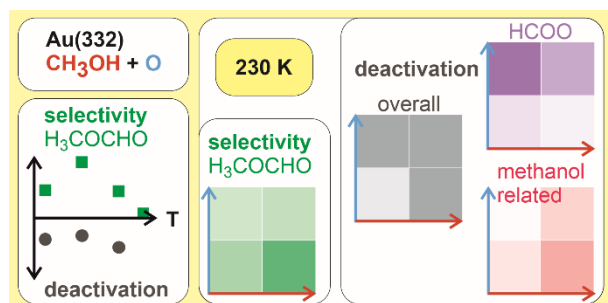 Au(332)
CH₃OH + O
selectivity
H₃COCHO
T
deactivation
230 K
selectivity
H₃COCHO
deactivation
overall
HCOO
methanol
related